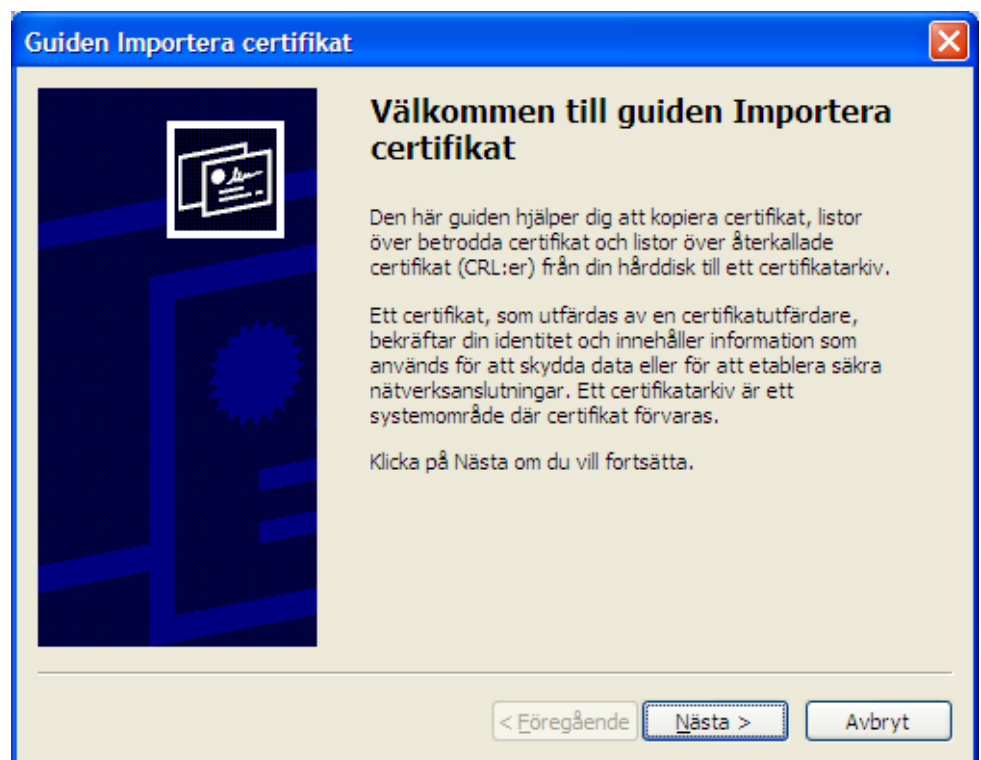 Guiden Importera certifikat
Välkommen till guiden Importera
certifikat
Den här guiden hjälper dig att kopiera certifikat, listor
över betrodda certifikat och listor över återkallade
certifikat (CRL:er) från din hårddisk till ett certifikatarkiv.
Ett certifikat, som utfärdas av en certifikatutfärdare,
bekräftar din identitet och innehåller information som
används för att skydda data eller för att etablera säkra
nätverksanslutningar. Ett certifikatarkiv är ett
systemområde där certifikat förvaras.
Klicka på Nästa om du vill fortsätta.
< Föregående Nästa > Avbryt